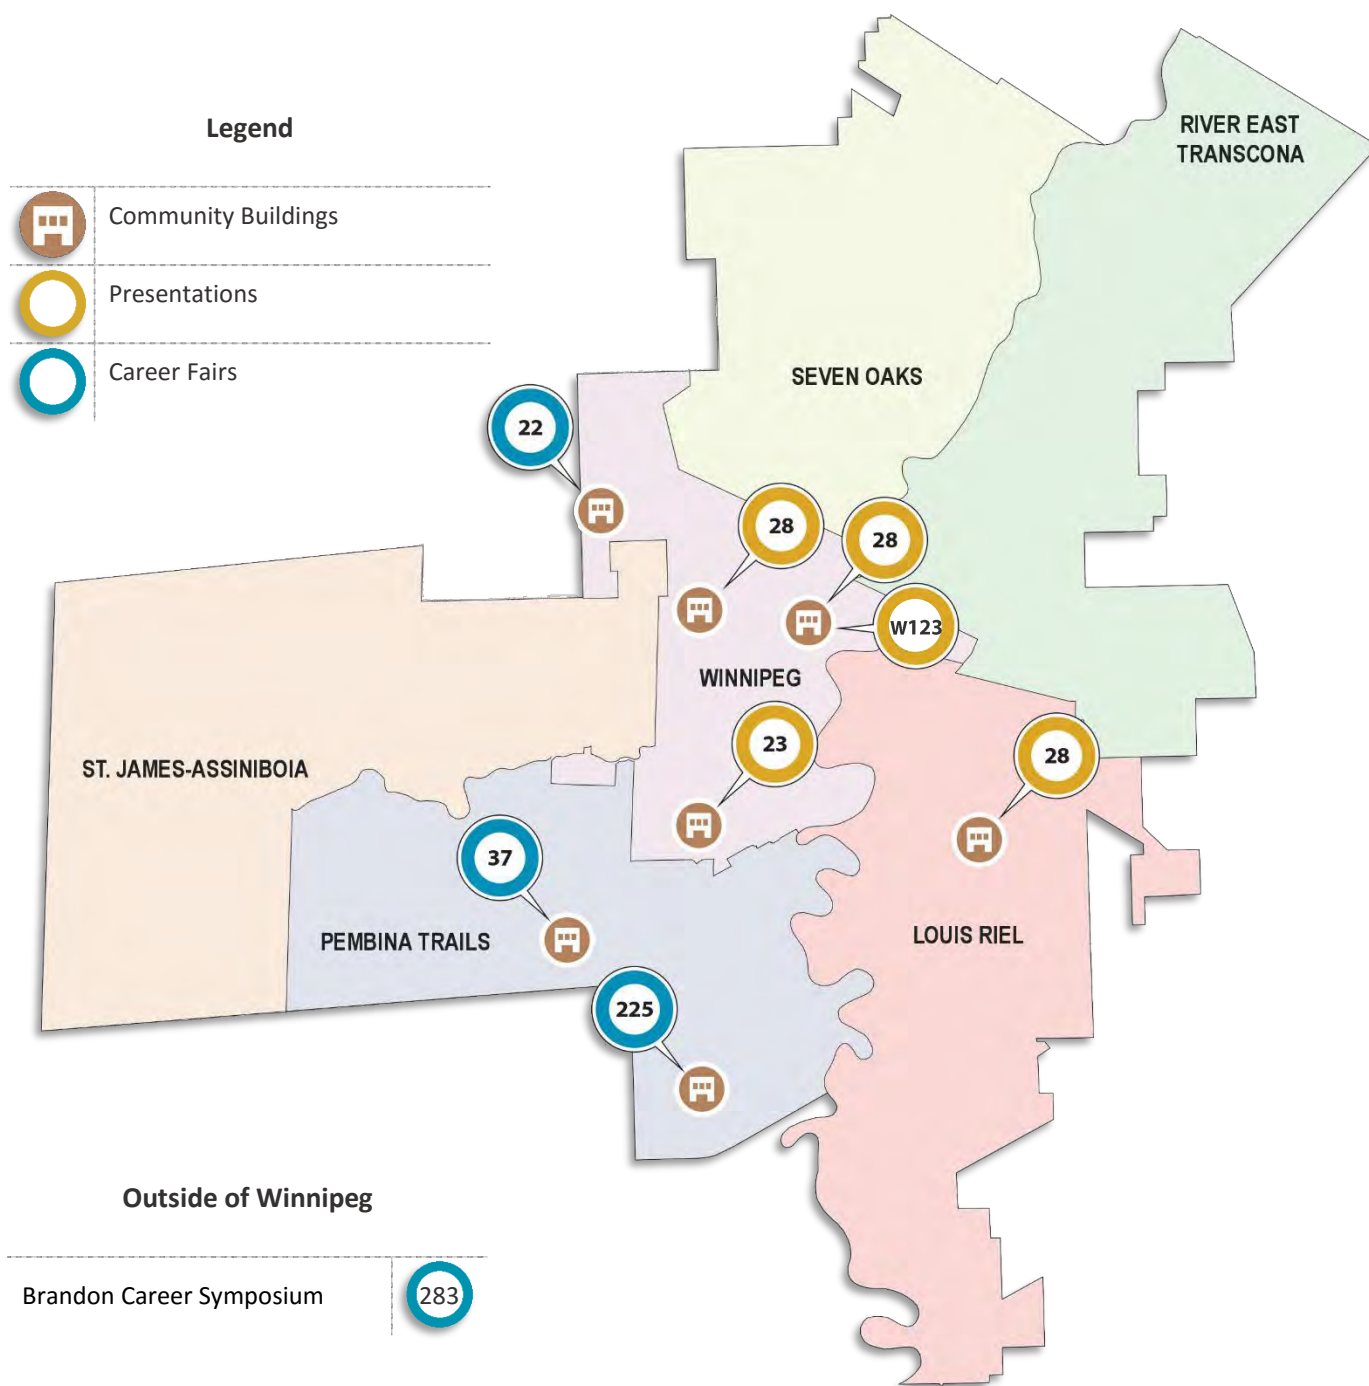 Legend
Community Buildings
Presentations
Career Fairs
RIVER EAST
TRANSCONA
SEVEN OAKS
22
28
28
W123
WINNIPEG
23
28
ST. JAMES-ASSINIBOIA
37
PEMBINA TRAILS
LOUIS RIEL
225
Outside of Winnipeg
Brandon Career Symposium
283